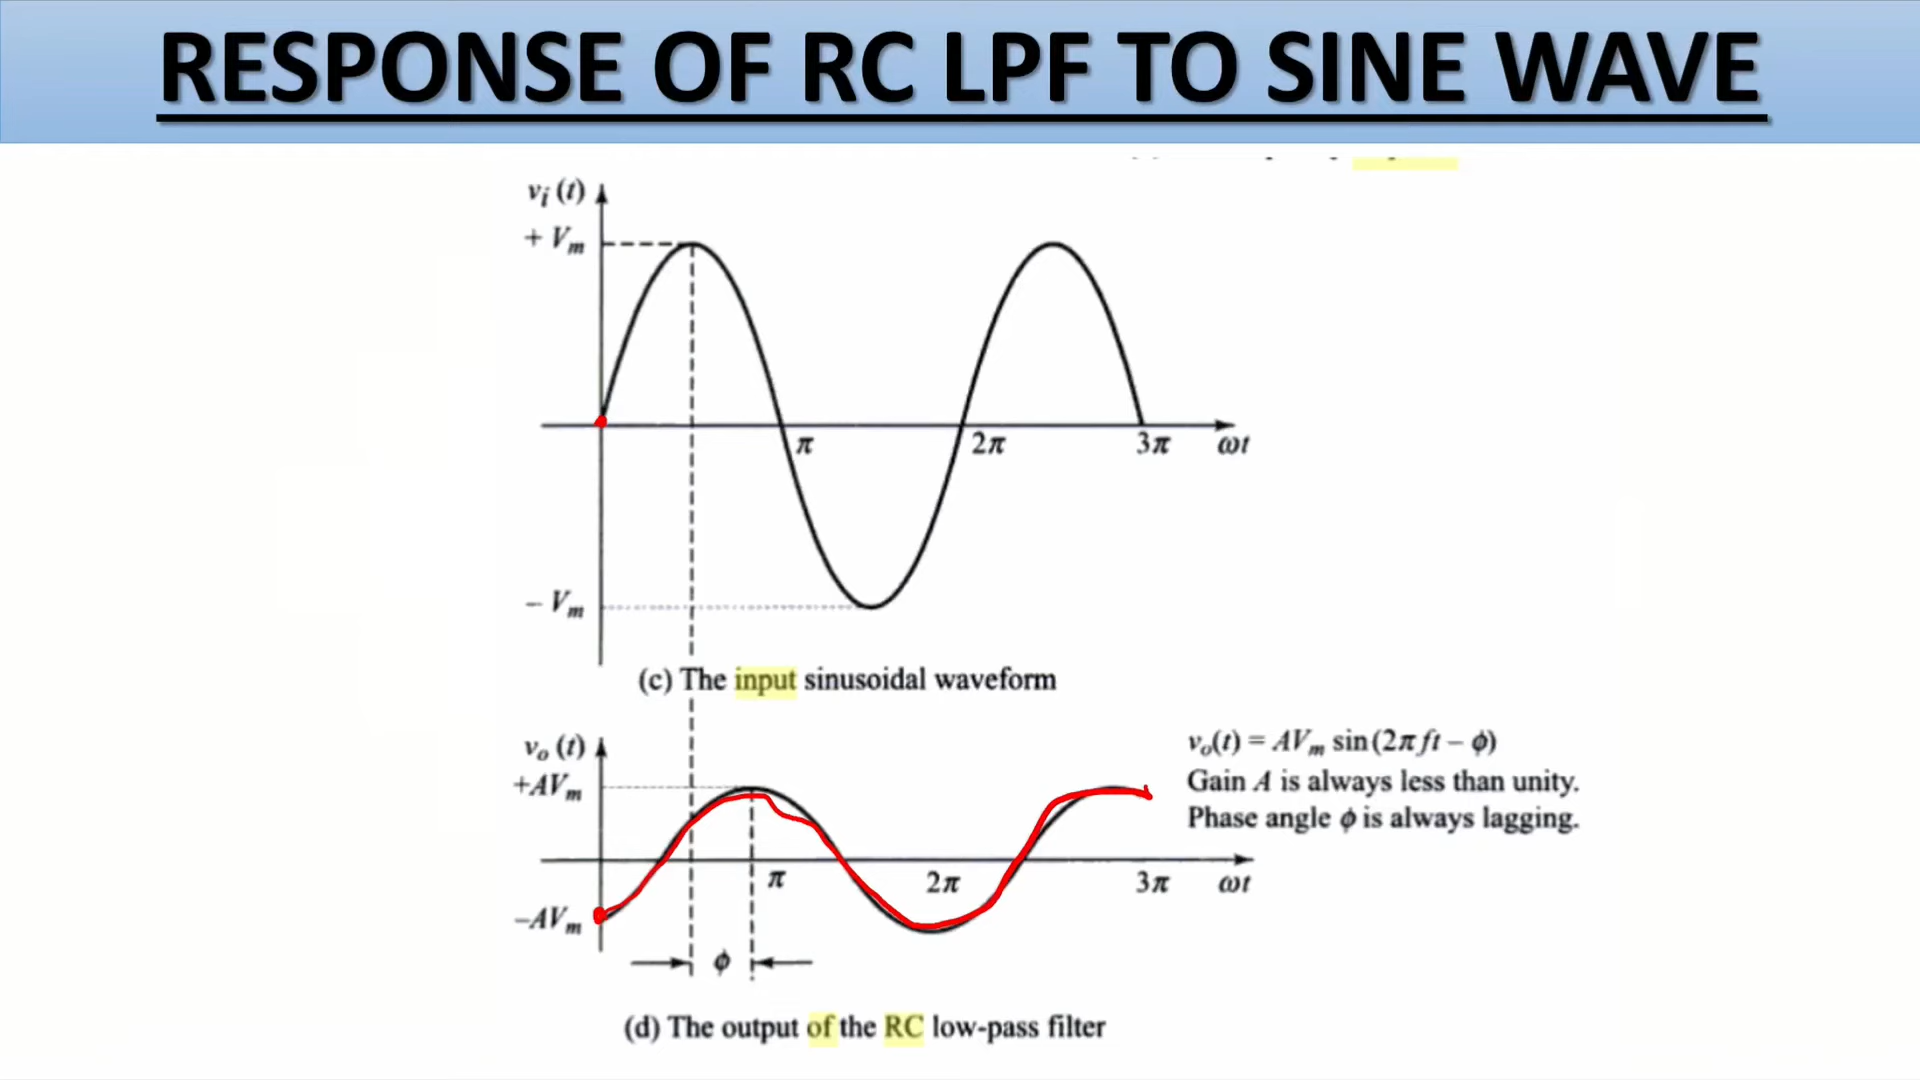 RESPONSE OF RC LPF TO SINE WAVE
vᵢ (t)
+ Vₘ
π
2π
3π
ωt
− Vₘ
(c) The input sinusoidal waveform
vₒ (t)
+AVₘ
vₒ(t) = AVₘ sin (2π ft − ϕ)
Gain A is always less than unity.
Phase angle ϕ is always lagging.
π
2π
3π
ωt
−AVₘ
ϕ
(d) The output of the RC low-pass filter